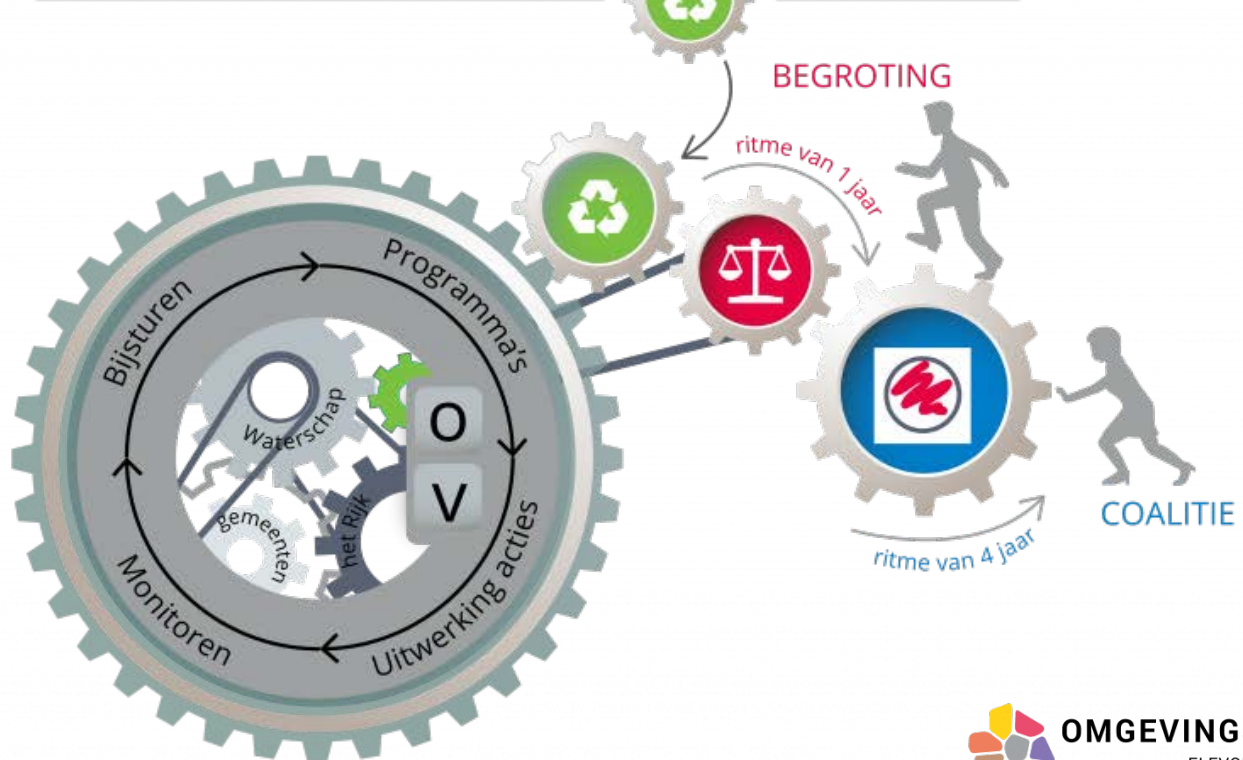 BEGROTING
ritme van 1 jaar
Programma's
Bijsturen
Waterschap
O
V
gemeenten
het Rijk
Monitoren
Uitwerking acties
COALITIE
ritme van 4 jaar
OMGEVING